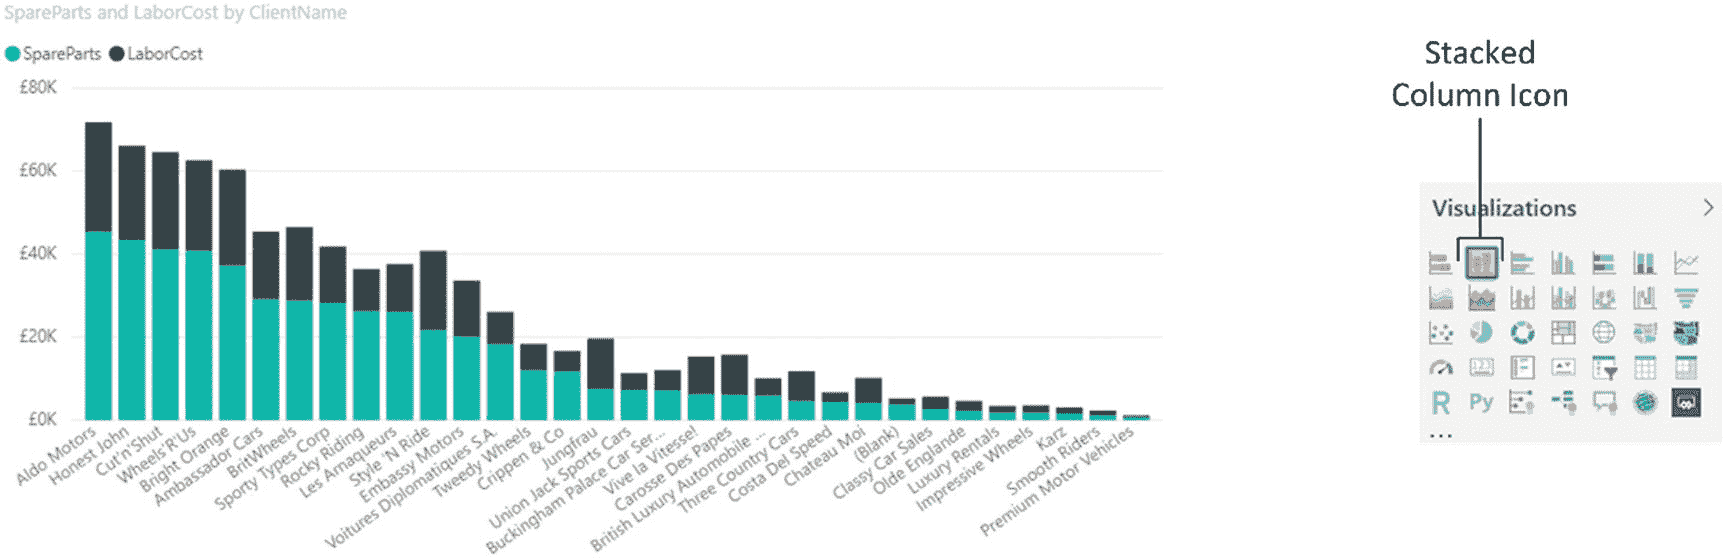 SpareParts and LaborCost by ClientName
SpareParts LaborCost
£80K
£60K
£40K
£20K
£0K
Aldo Motors
Honest John
Cut'n'Shut
Wheels'R'Us
Bright Orange
Ambassador Cars
BritWheels
Sporty Types Corp
Rocky Riding
Les Arnaqueurs
Style 'N Ride
Embassy Motors
Voitures Diplomatiques S.A.
Tweedy Wheels
Crippen & Co
Jungfrau
Union Jack Sports Cars
Buckingham Palace Car Ser...
Vive la Vitesse!
Carosse Des Papes
British Luxury Automobile ...
Three Country Cars
Costa Del Speed
Chateau Moi
(Blank)
Classy Car Sales
Olde Englande
Luxury Rentals
Impressive Wheels
Karz
Smooth Riders
Premium Motor Vehicles
Stacked
Column Icon
Visualizations
123
R Py
...